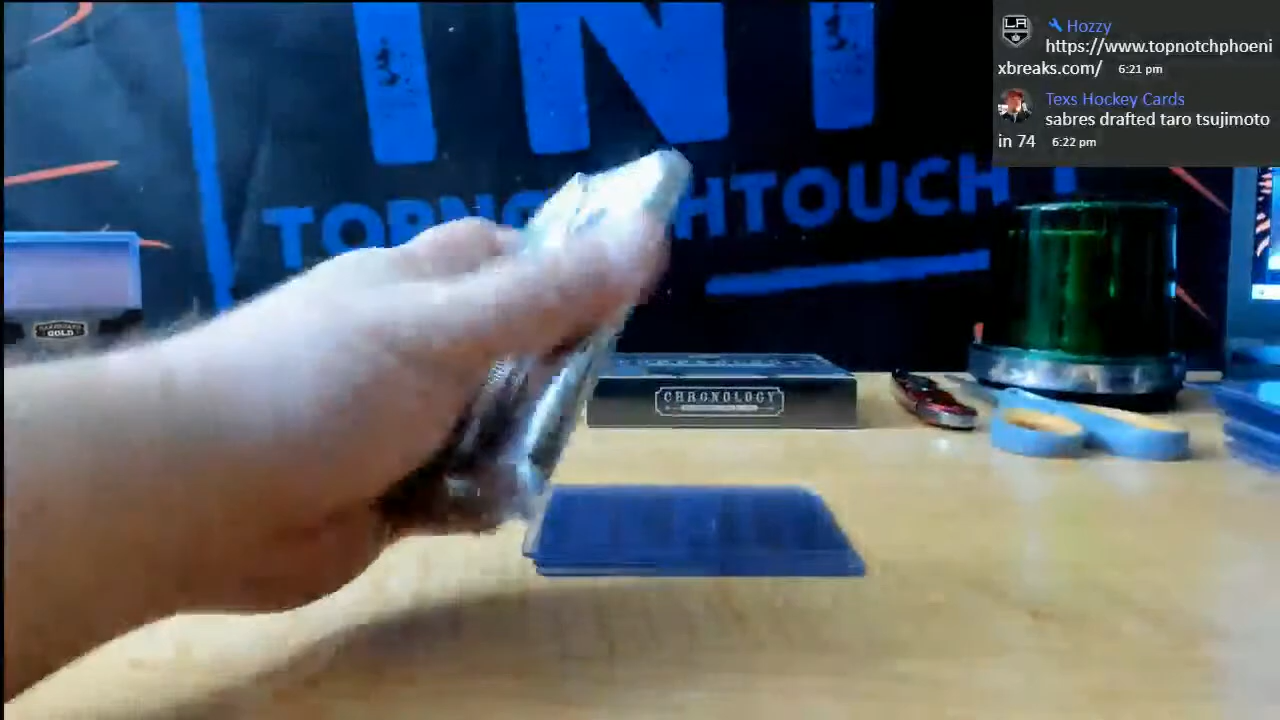 Hozzy
https://www.topnotchphoeni
xbreaks.com/ 6:21 pm
Texs Hockey Cards
sabres drafted taro tsujimoto
in 74 6:22 pm
TNT
GOLD
CHRONOLOGY